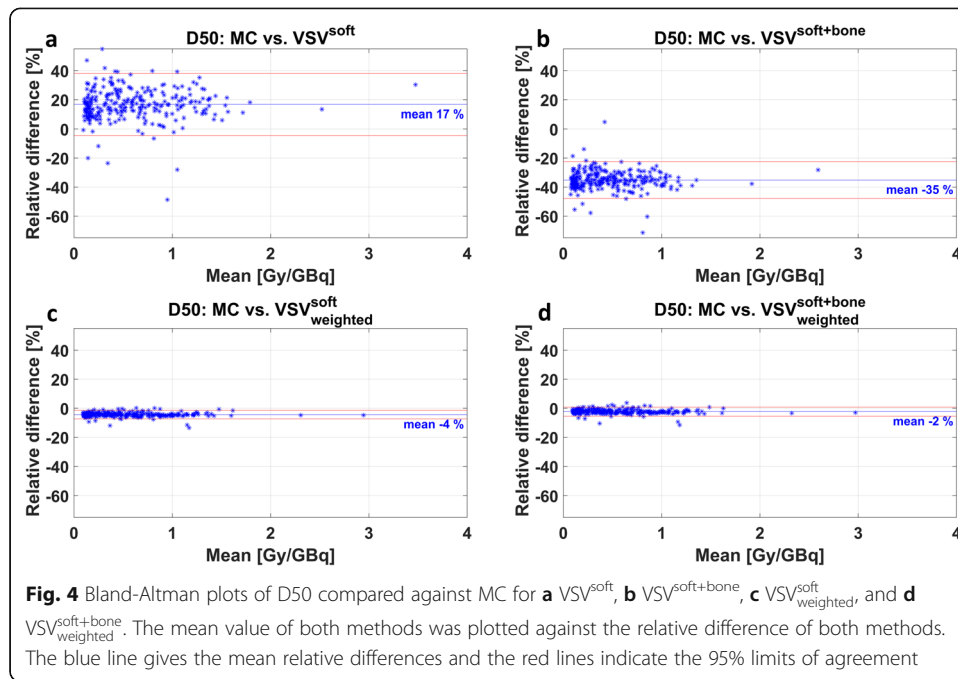 a
D50: MC vs. VSV^soft
Relative difference [%]
40
20
0
-20
-40
-60
mean 17 %
0 1 2 3 4
Mean [Gy/GBq]
b
D50: MC vs. VSV^soft+bone
Relative difference [%]
40
20
0
-20
-40
-60
mean -35 %
0 1 2 3 4
Mean [Gy/GBq]
c
D50: MC vs. VSV^soft_weighted
Relative difference [%]
40
20
0
-20
-40
-60
mean -4 %
0 1 2 3 4
Mean [Gy/GBq]
d
D50: MC vs. VSV^soft+bone_weighted
Relative difference [%]
40
20
0
-20
-40
-60
mean -2 %
0 1 2 3 4
Mean [Gy/GBq]
Fig. 4 Bland-Altman plots of D50 compared against MC for a VSV^soft, b VSV^soft+bone, c VSV^soft_weighted, and d
VSV^soft+bone_weighted. The mean value of both methods was plotted against the relative difference of both methods.
The blue line gives the mean relative differences and the red lines indicate the 95% limits of agreement